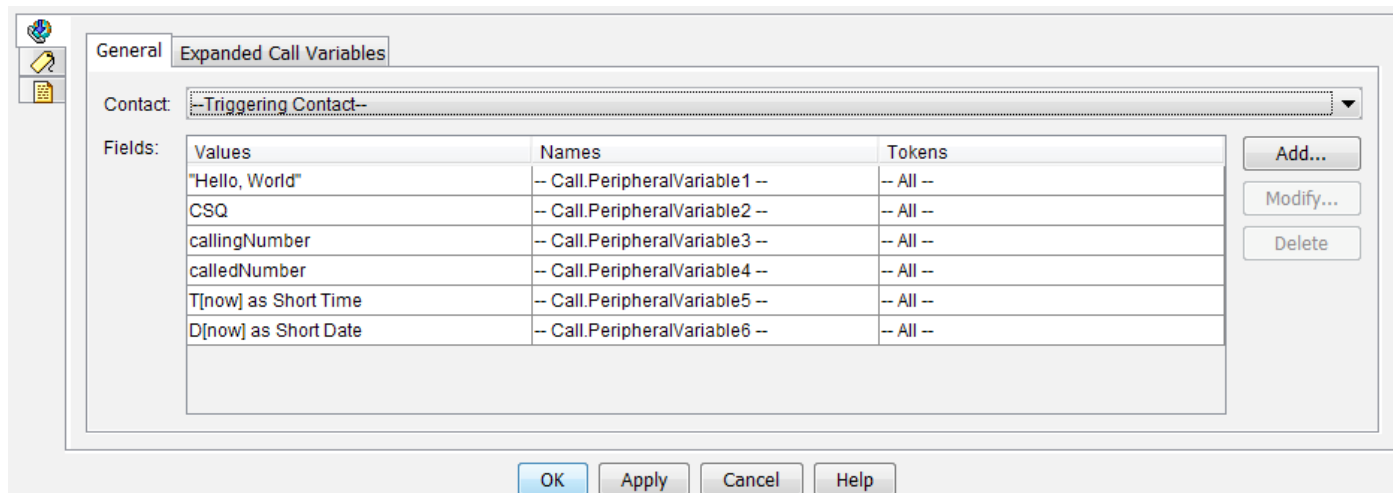 General Expanded Call Variables
Contact: --Triggering Contact--
Fields: Values Names Tokens Add...
"Hello, World" -- Call.PeripheralVariable1 -- -- All --
Modify...
CSQ -- Call.PeripheralVariable2 -- -- All --
callingNumber -- Call.PeripheralVariable3 -- -- All -- Delete
calledNumber -- Call.PeripheralVariable4 -- -- All --
T[now] as Short Time -- Call.PeripheralVariable5 -- -- All --
D[now] as Short Date -- Call.PeripheralVariable6 -- -- All --
OK Apply Cancel Help